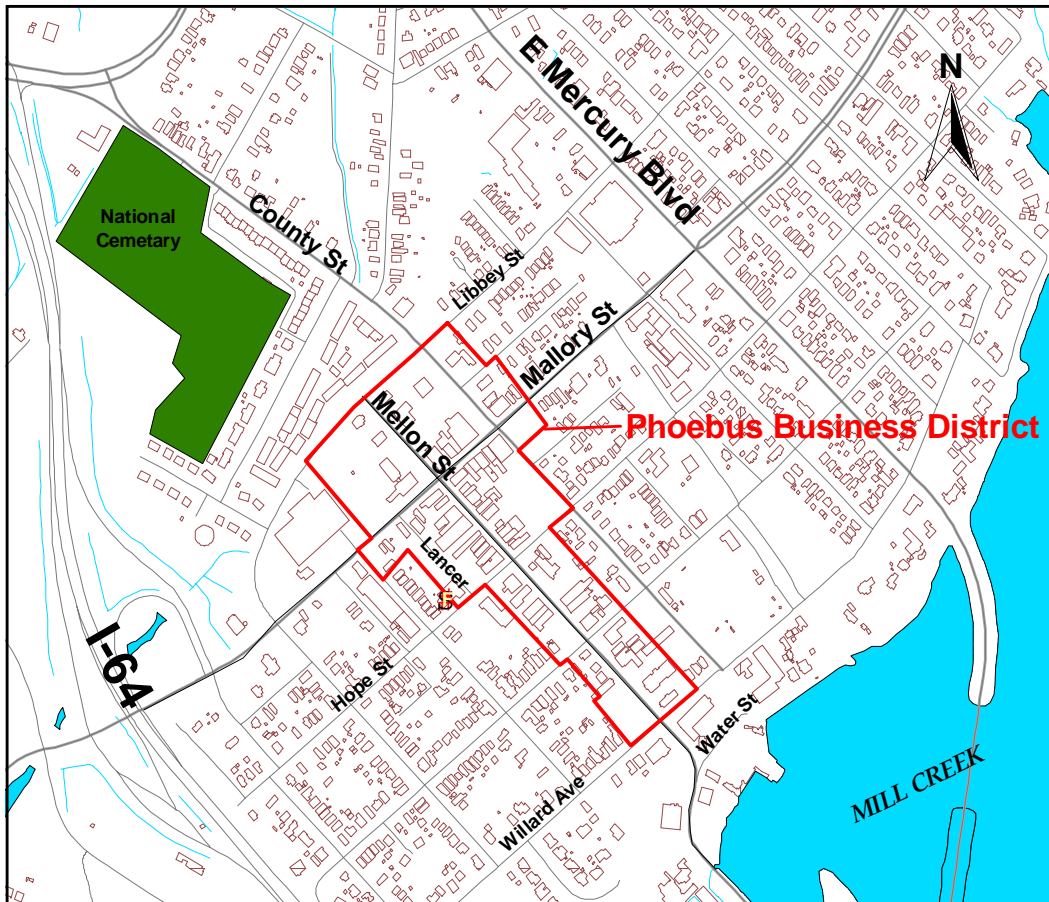 E Mercury Blvd
N
National
Cemetary
County St
Libbey St
Mallory St
Mellon St
Phoebus Business District
Lancer
F
I-64
Hope St
Water St
Willard Ave
MILL CREEK